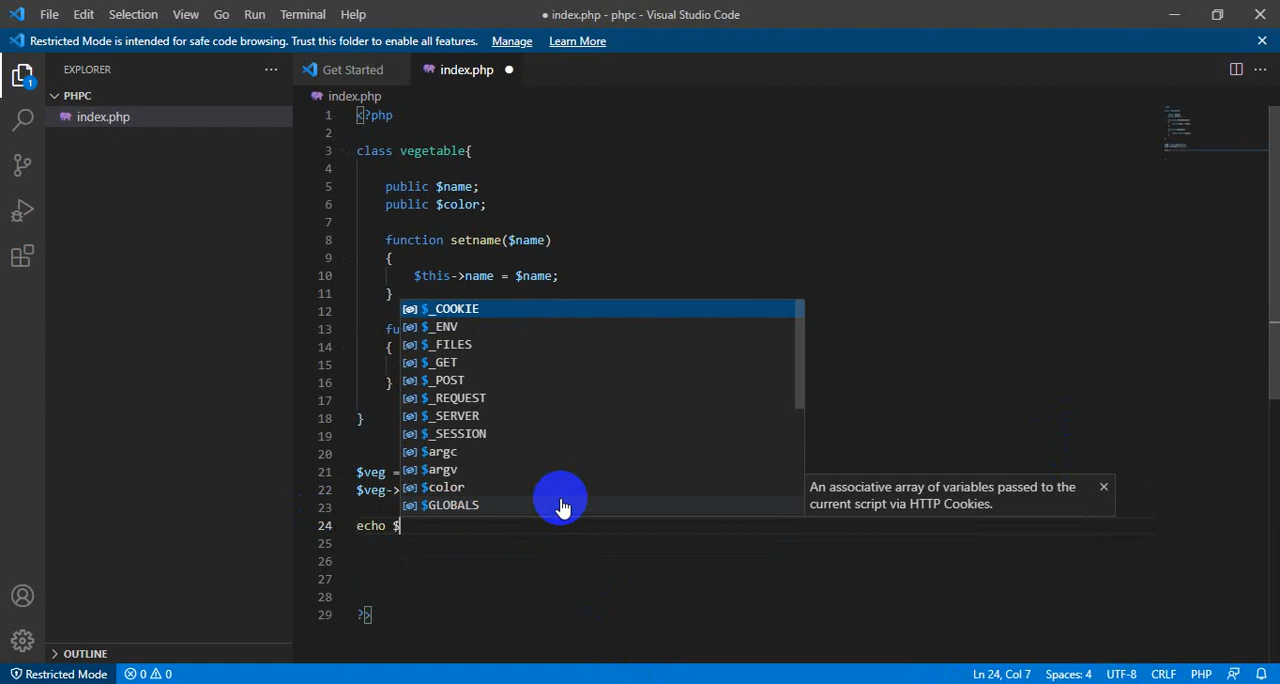 File Edit Selection View Go Run Terminal Help ● index.php - phpc - Visual Studio Code
Restricted Mode is intended for safe code browsing. Trust this folder to enable all features. Manage Learn More
EXPLORER ··· Get Started index.php ●
PHPC index.php
index.php
1 <?php
2
3 class vegetable{
4
5 public $name;
6 public $color;
7
8 function setname($name)
9 {
10 $this->name = $name;
11 }
12 $_COOKIE
13 fu $_ENV
14 { $_FILES
15 $_GET
16 } $_POST
17 $_REQUEST
18 } $_SERVER
19 $_SESSION
20 $argc
21 $veg = $argv
22 $veg-> $color
23 $GLOBALS
An associative array of variables passed to the
current script via HTTP Cookies.
24 echo $
25
26
27
28
29 ?>
OUTLINE
1
Restricted Mode 0 0 Ln 24, Col 7 Spaces: 4 UTF-8 CRLF PHP